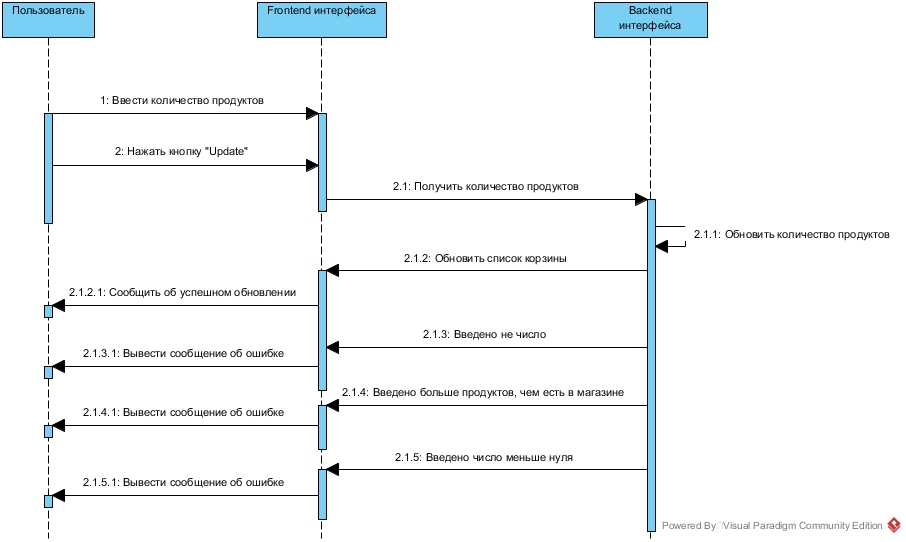 Пользователь
Frontend интерфейса
Backend
интерфейса
1: Ввести количество продуктов
2: Нажать кнопку "Update"
2.1: Получить количество продуктов
2.1.1: Обновить количество продуктов
2.1.2: Обновить список корзины
2.1.2.1: Сообщить об успешном обновлении
2.1.3: Введено не число
2.1.3.1: Вывести сообщение об ошибке
2.1.4: Введено больше продуктов, чем есть в магазине
2.1.4.1: Вывести сообщение об ошибке
2.1.5: Введено число меньше нуля
2.1.5.1: Вывести сообщение об ошибке
Powered By Visual Paradigm Community Edition